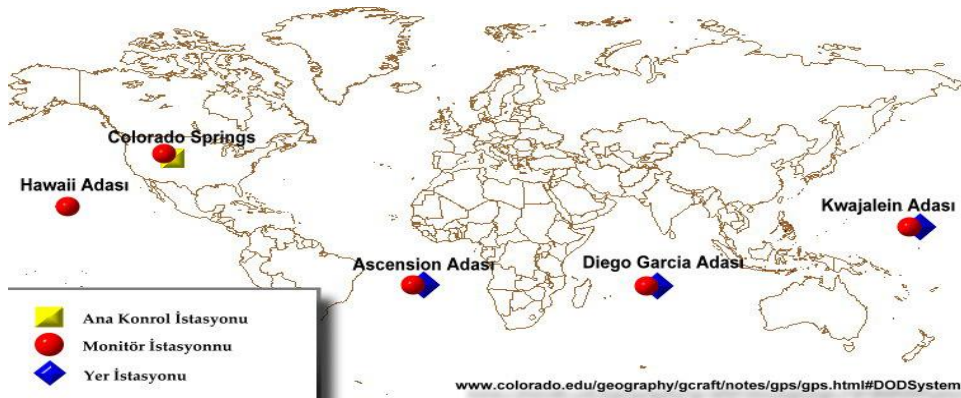 Colorado Springs
Hawaii Adası
Kwajalein Adası
Ascension Adası
Diego Garcia Adası
Ana Konrol İstasyonu
Monitör İstasyonnu
Yer İstasyonu
www.colorado.edu/geography/gcraft/notes/gps/gps.html#DODSystem